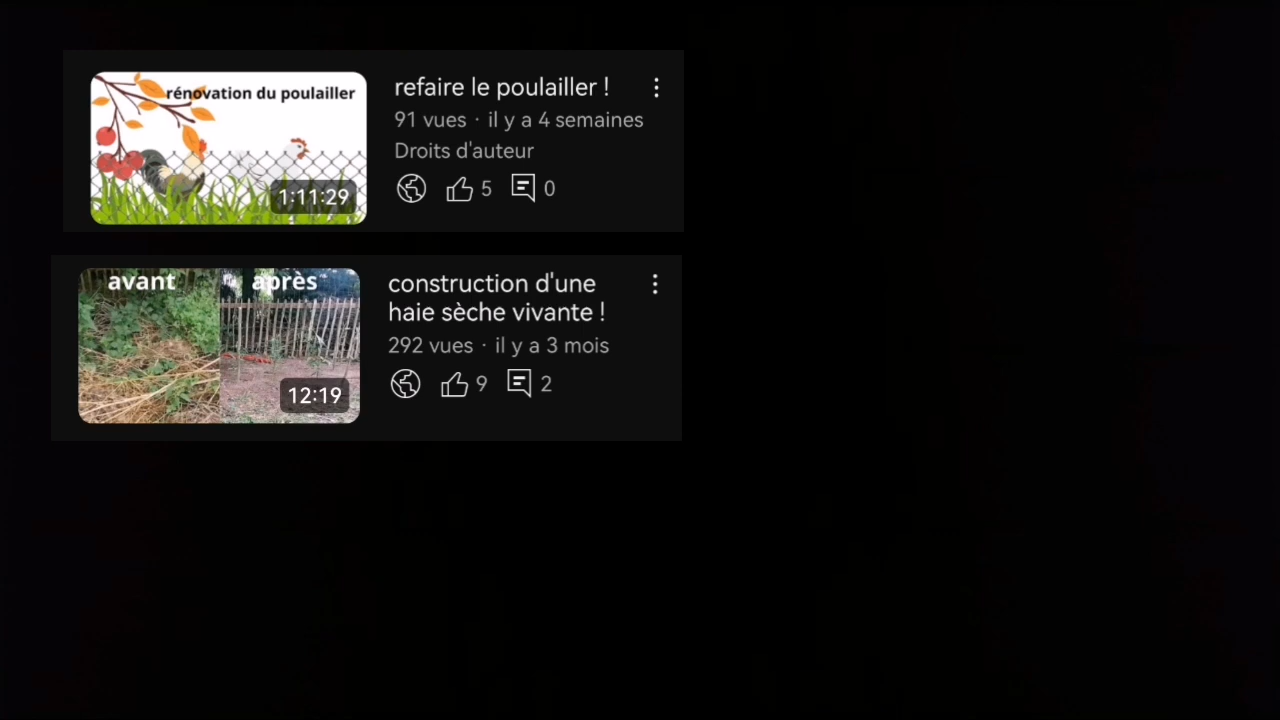 rénovation du poulailler
1:11:29
refaire le poulailler !
91 vues · il y a 4 semaines
Droits d'auteur
5 0
avant après
12:19
construction d'une
haie sèche vivante !
292 vues · il y a 3 mois
9 2